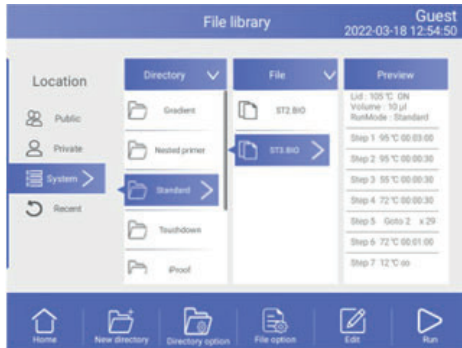 File library
Guest
2022-03-18 12:54:50
Location
Public
Private
System
Recent
Directory
Gradient
Nested primer
Standard
Touchdown
iProof
File
ST2.BIO
ST3.BIO
Preview
Lid : 105 ℃ ON
Volume : 10 μl
RunMode : Standard
Step 1 95 ℃ 00:03:00
Step 2 95 ℃ 00:00:30
Step 3 55 ℃ 00:00:30
Step 4 72 ℃ 00:00:30
Step 5 Goto 2 x 29
Step 6 72 ℃ 00:01:00
Step 7 12 ℃ ∞
Home
New directory
Directory option
File option
Edit
Run